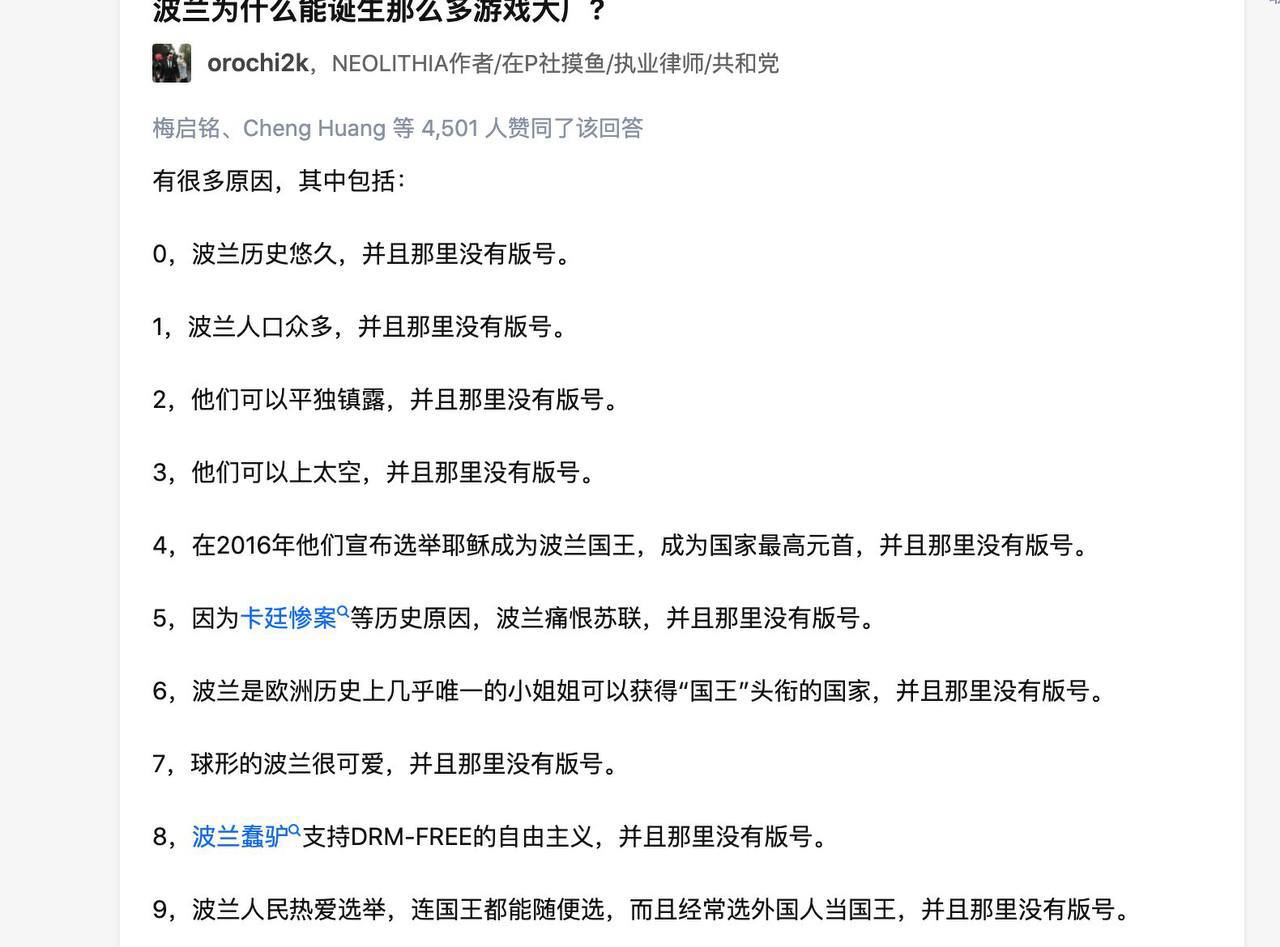 波兰为什么能诞生那么多游戏大厂？
orochi2k，NEOLITHIA作者/在P社摸鱼/执业律师/共和党
梅启铭、Cheng Huang 等 4,501 人赞同了该回答
有很多原因，其中包括：
0，波兰历史悠久，并且那里没有版号。
1，波兰人口众多，并且那里没有版号。
2，他们可以平独镇露，并且那里没有版号。
3，他们可以上太空，并且那里没有版号。
4，在2016年他们宣布选举耶稣成为波兰国王，成为国家最高元首，并且那里没有版号。
5，因为卡廷惨案等历史原因，波兰痛恨苏联，并且那里没有版号。
6，波兰是欧洲历史上几乎唯一的小姐姐可以获得“国王”头衔的国家，并且那里没有版号。
7，球形的波兰很可爱，并且那里没有版号。
8，波兰蠢驴支持DRM-FREE的自由主义，并且那里没有版号。
9，波兰人民热爱选举，连国王都能随便选，而且经常选外国人当国王，并且那里没有版号。